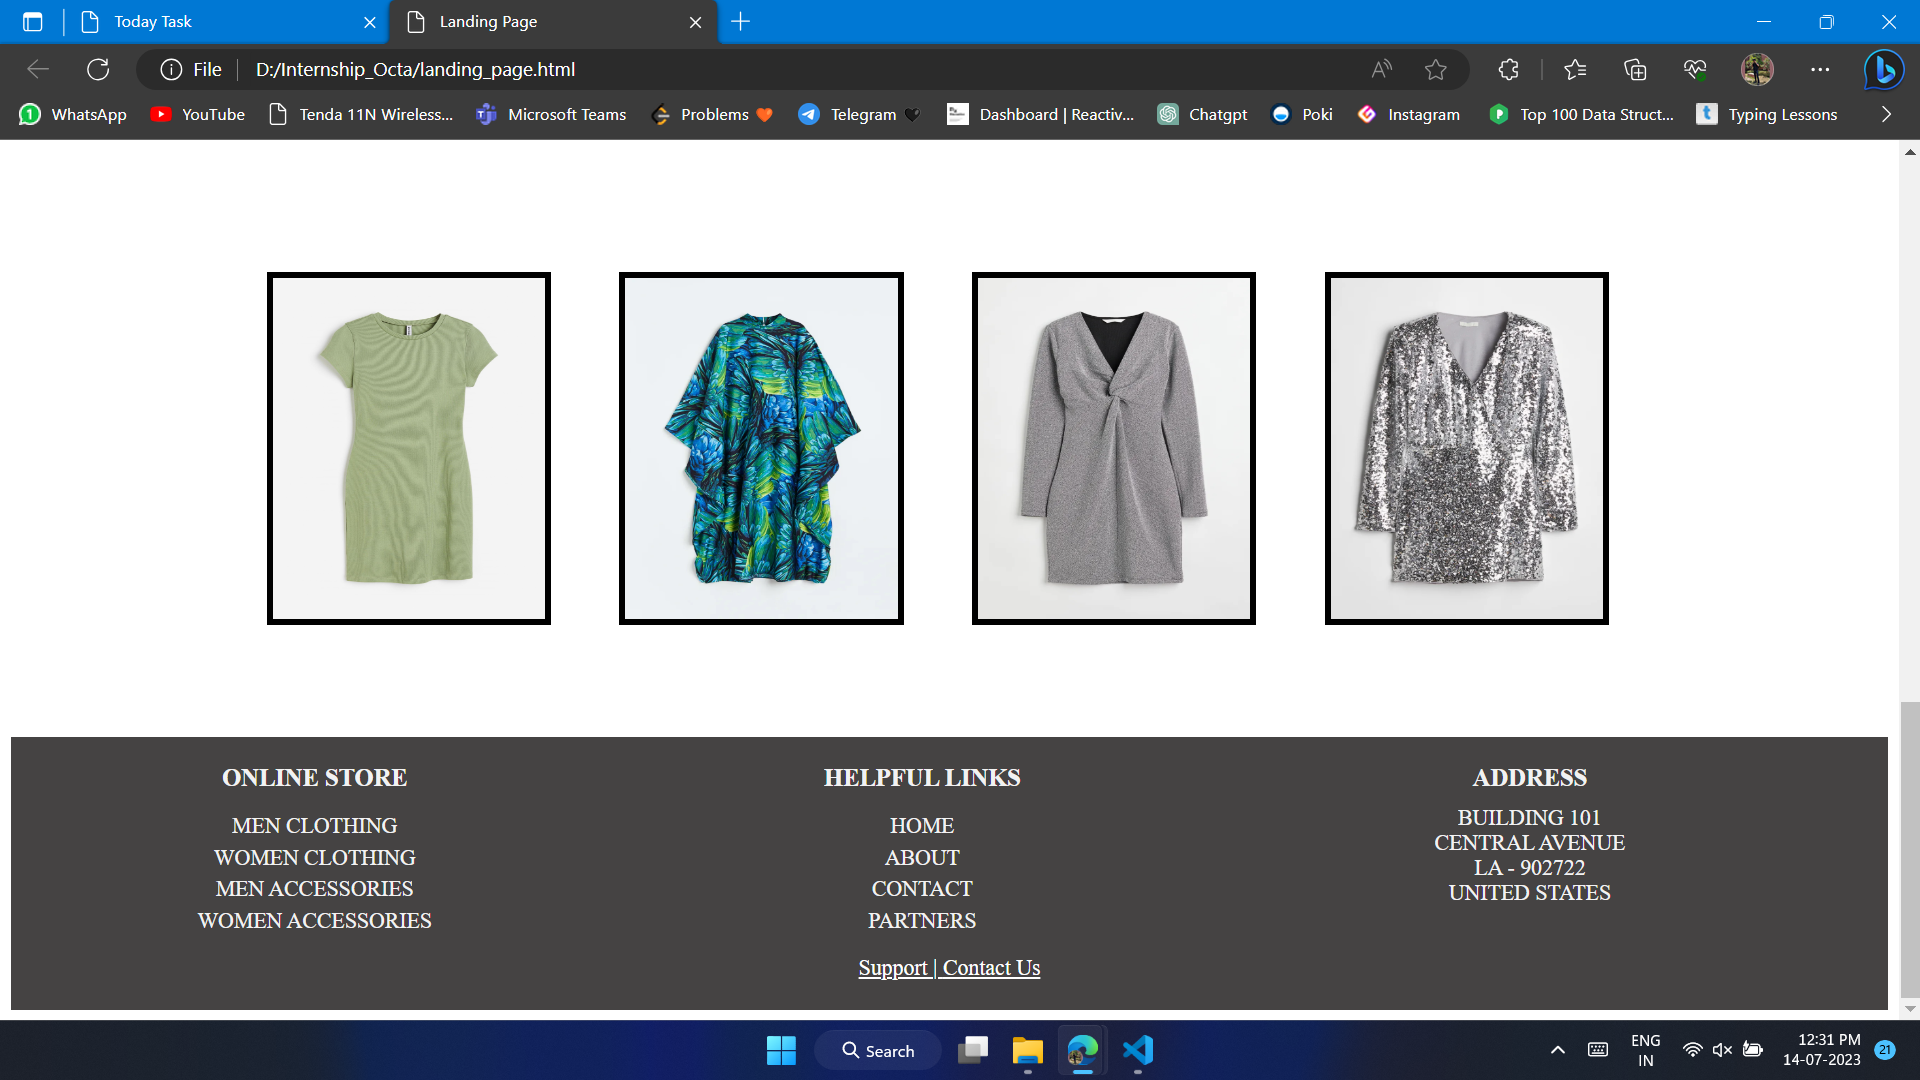 Today Task
Landing Page
File
D:/Internship_Octa/landing_page.html
WhatsApp
YouTube
Tenda 11N Wireless...
Microsoft Teams
Problems
Telegram
Dashboard | Reactiv...
Chatgpt
Poki
Instagram
Top 100 Data Struct...
Typing Lessons
ONLINE STORE
MEN CLOTHING
WOMEN CLOTHING
MEN ACCESSORIES
WOMEN ACCESSORIES
HELPFUL LINKS
HOME
ABOUT
CONTACT
PARTNERS
ADDRESS
BUILDING 101
CENTRAL AVENUE
LA - 902722
UNITED STATES
Support | Contact Us
Search
ENG
IN
12:31 PM
14-07-2023
21